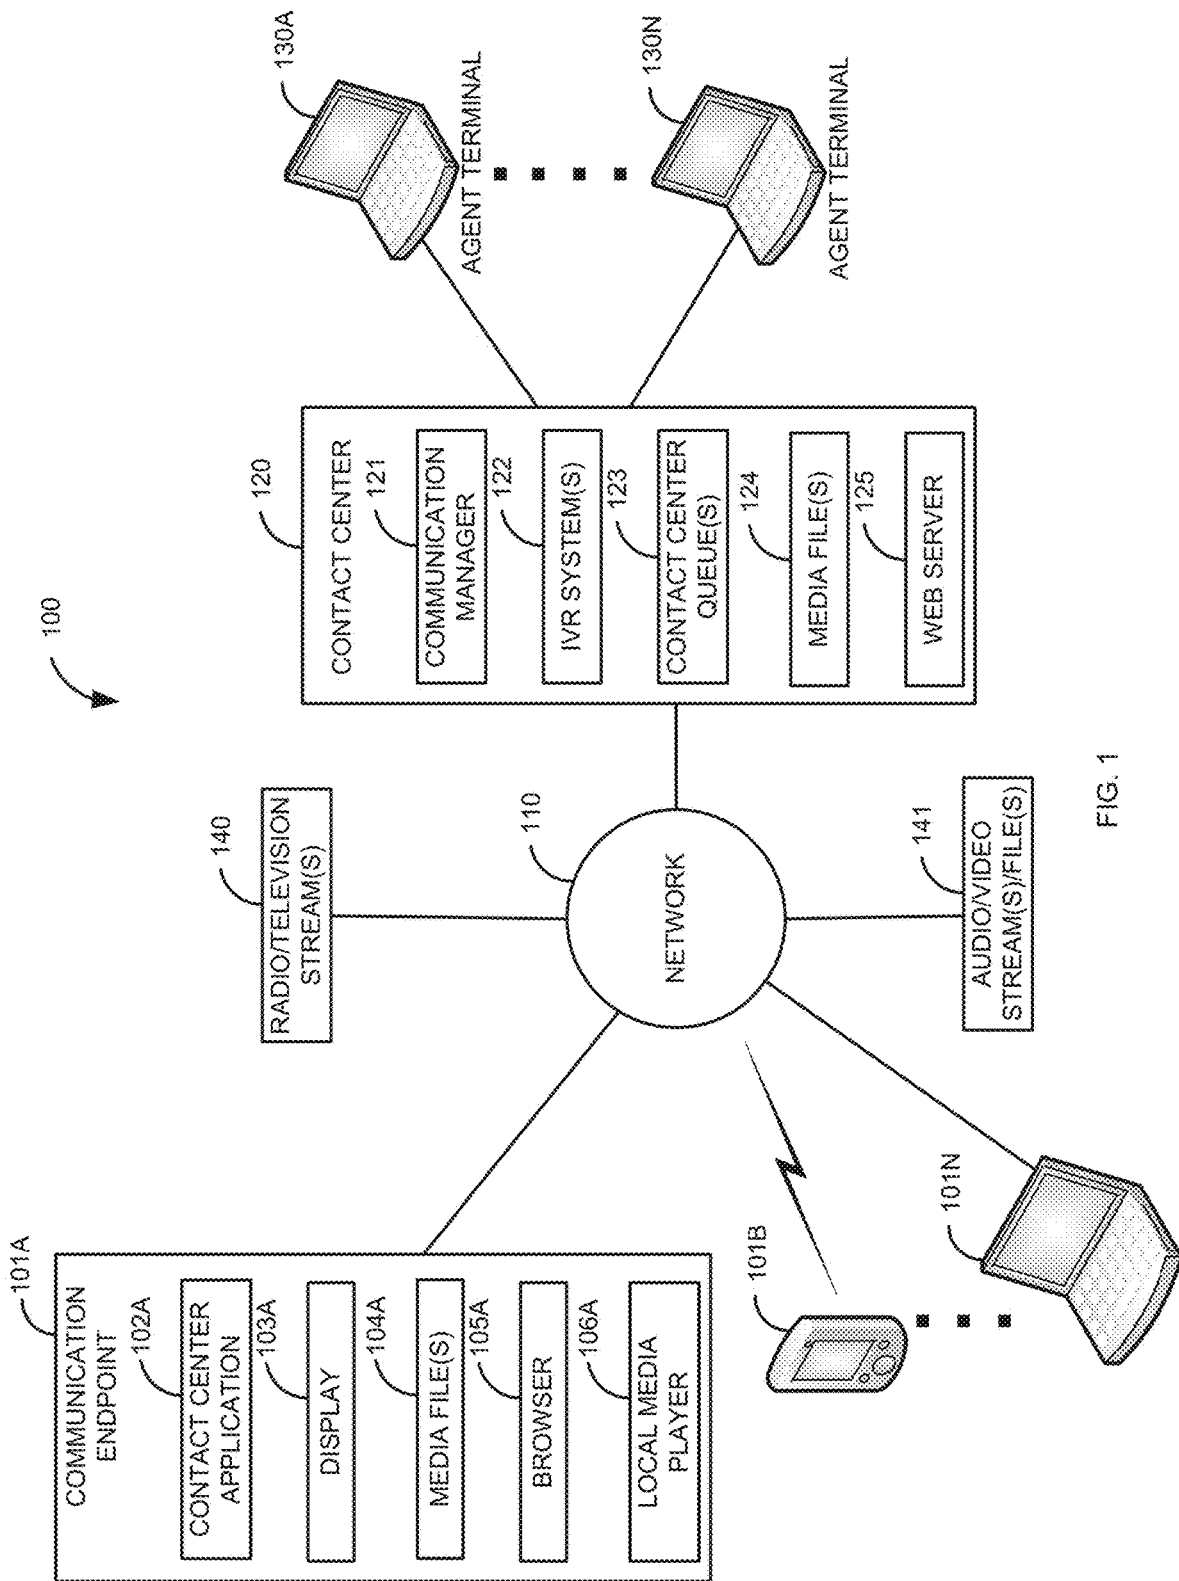 100
101A
COMMUNICATION
ENDPOINT
102A
CONTACT CENTER
APPLICATION
103A
DISPLAY
104A
MEDIA FILE(S)
105A
BROWSER
106A
LOCAL MEDIA
PLAYER
101B
101N
140
RADIO/TELEVISION
STREAM(S)
110
NETWORK
141
AUDIO/VIDEO
STREAM(S)/FILE(S)
120
CONTACT CENTER
121
COMMUNICATION
MANAGER
122
IVR SYSTEM(S)
123
CONTACT CENTER
QUEUE(S)
124
MEDIA FILE(S)
125
WEB SERVER
130A
AGENT TERMINAL
130N
AGENT TERMINAL
FIG. 1